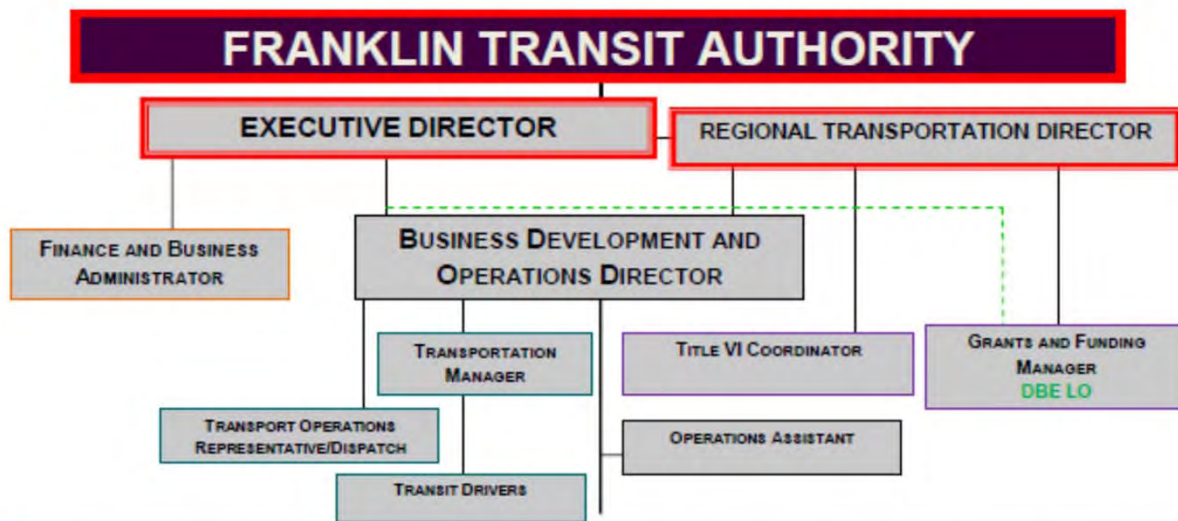 FRANKLIN TRANSIT AUTHORITY
EXECUTIVE DIRECTOR
REGIONAL TRANSPORTATION DIRECTOR
FINANCE AND BUSINESS
ADMINISTRATOR
BUSINESS DEVELOPMENT AND
OPERATIONS DIRECTOR
TRANSPORTATION
MANAGER
TITLE VI COORDINATOR
GRANTS AND FUNDING
MANAGER
DBE LO
TRANSPORT OPERATIONS
REPRESENTATIVE/DISPATCH
OPERATIONS ASSISTANT
TRANSIT DRIVERS